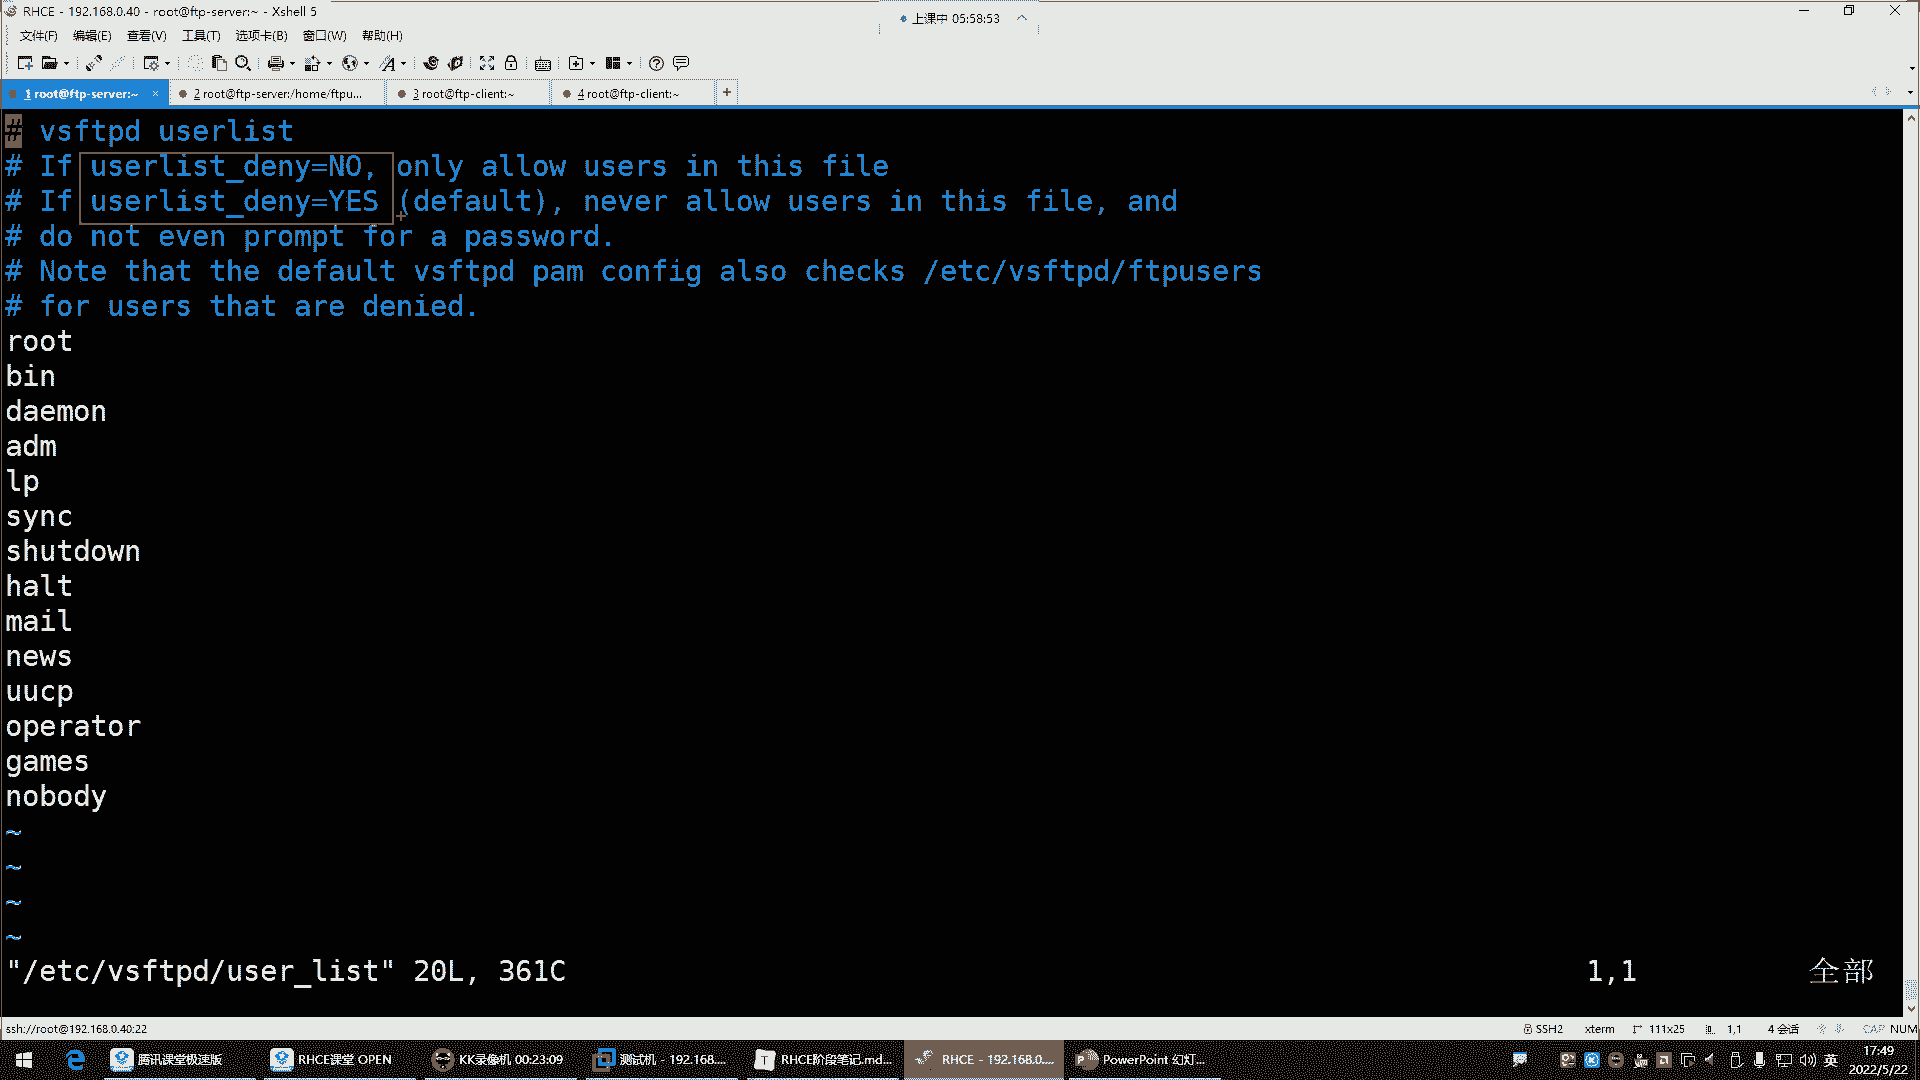 RHCE - 192.168.0.40 - root@ftp-server:~ - Xshell 5
上课中 05:58:53
文件(F) 编辑(E) 查看(V) 工具(T) 选项卡(B) 窗口(W) 帮助(H)
1 root@ftp-server:~ × 2 root@ftp-server:/home/ftpu... 3 root@ftp-client:~ 4 root@ftp-client:~ +
# vsftpd userlist
# If userlist_deny=NO, only allow users in this file
# If userlist_deny=YES (default), never allow users in this file, and
# do not even prompt for a password.
# Note that the default vsftpd pam config also checks /etc/vsftpd/ftpusers
# for users that are denied.
root
bin
daemon
adm
lp
sync
shutdown
halt
mail
news
uucp
operator
games
nobody
~
~
~
~
"/etc/vsftpd/user_list" 20L, 361C 1,1 全部
ssh://root@192.168.0.40:22 SSH2 xterm 111x25 1,1 4 会话 CAP NUM
腾讯课堂极速版 RHCE课堂 OPEN KK录像机 00:23:09 测试机 - 192.168.... RHCE阶段笔记.md... RHCE - 192.168.0.... PowerPoint 幻灯... 英 17:49
2022/5/22